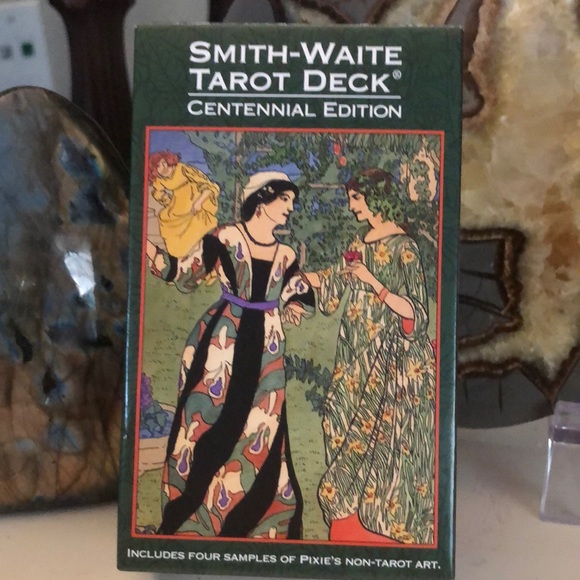 SMITH-WAITE
TAROT DECK®
CENTENNIAL EDITION
INCLUDES FOUR SAMPLES OF PIXIE'S NON-TAROT ART.